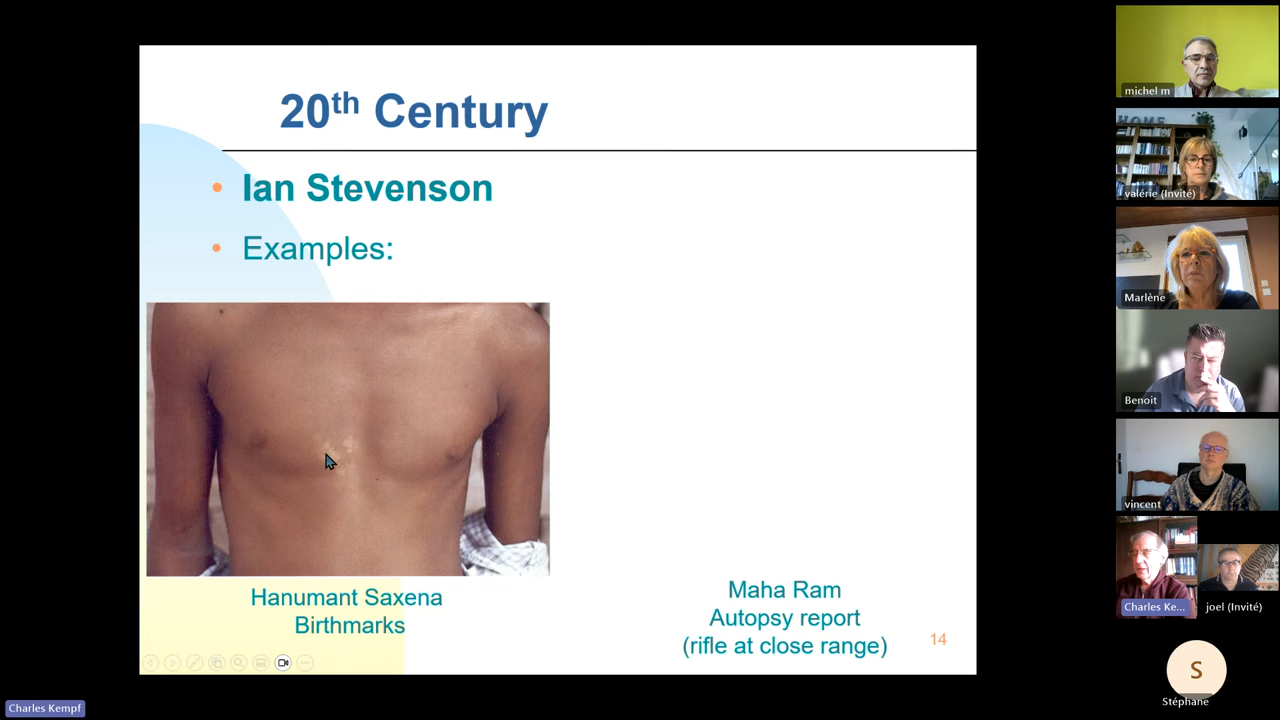 20th Century
• Ian Stevenson
• Examples:
Hanumant Saxena
Birthmarks
Maha Ram
Autopsy report
(rifle at close range)
14
HOME
michel m
valérie (Invité)
Marlène
Benoit
vincent
Charles Ke...
joel (Invité)
S
Stéphane
Charles Kempf